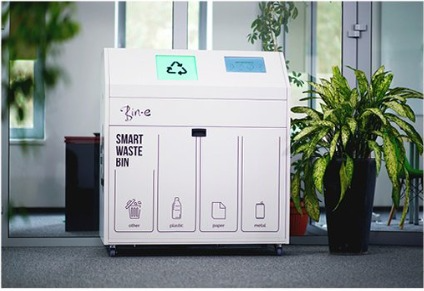 Bin-e
SMART
WASTE
BIN
other
plastic
paper
metal